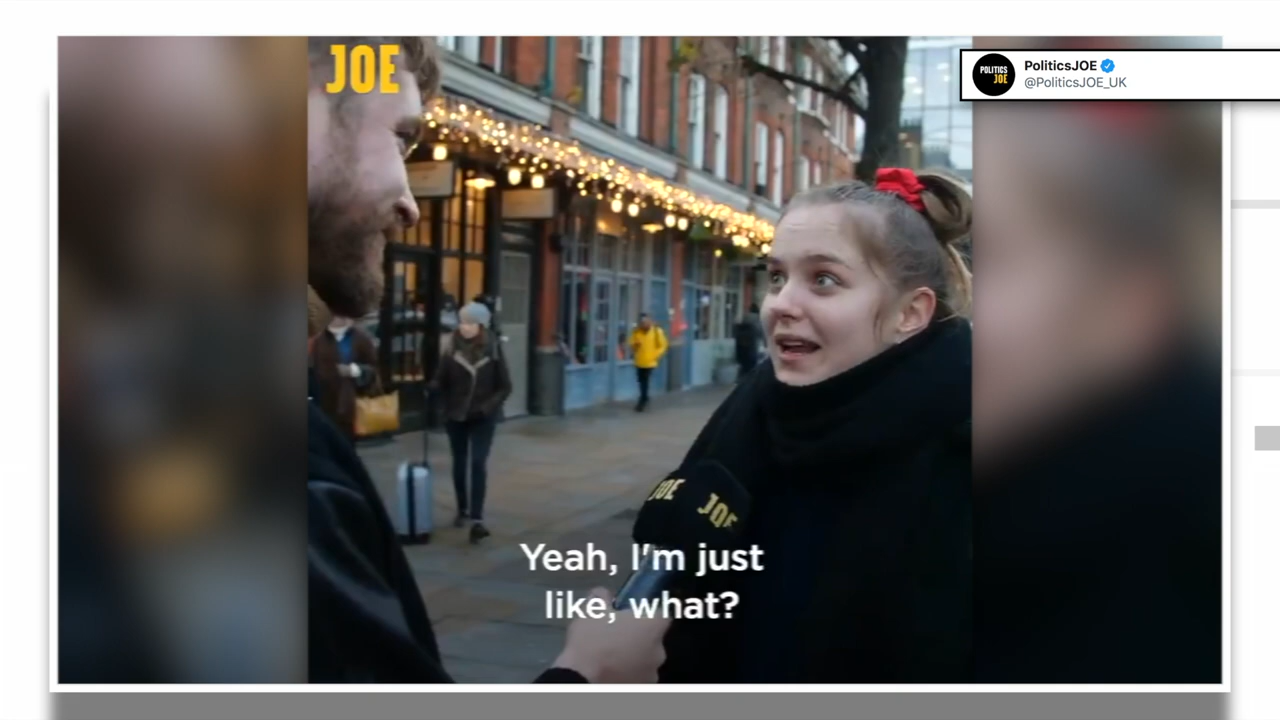 JOE
POLITICS
JOE
PoliticsJOE
@PoliticsJOE_UK
JOE
JOE
Yeah, I'm just
like, what?